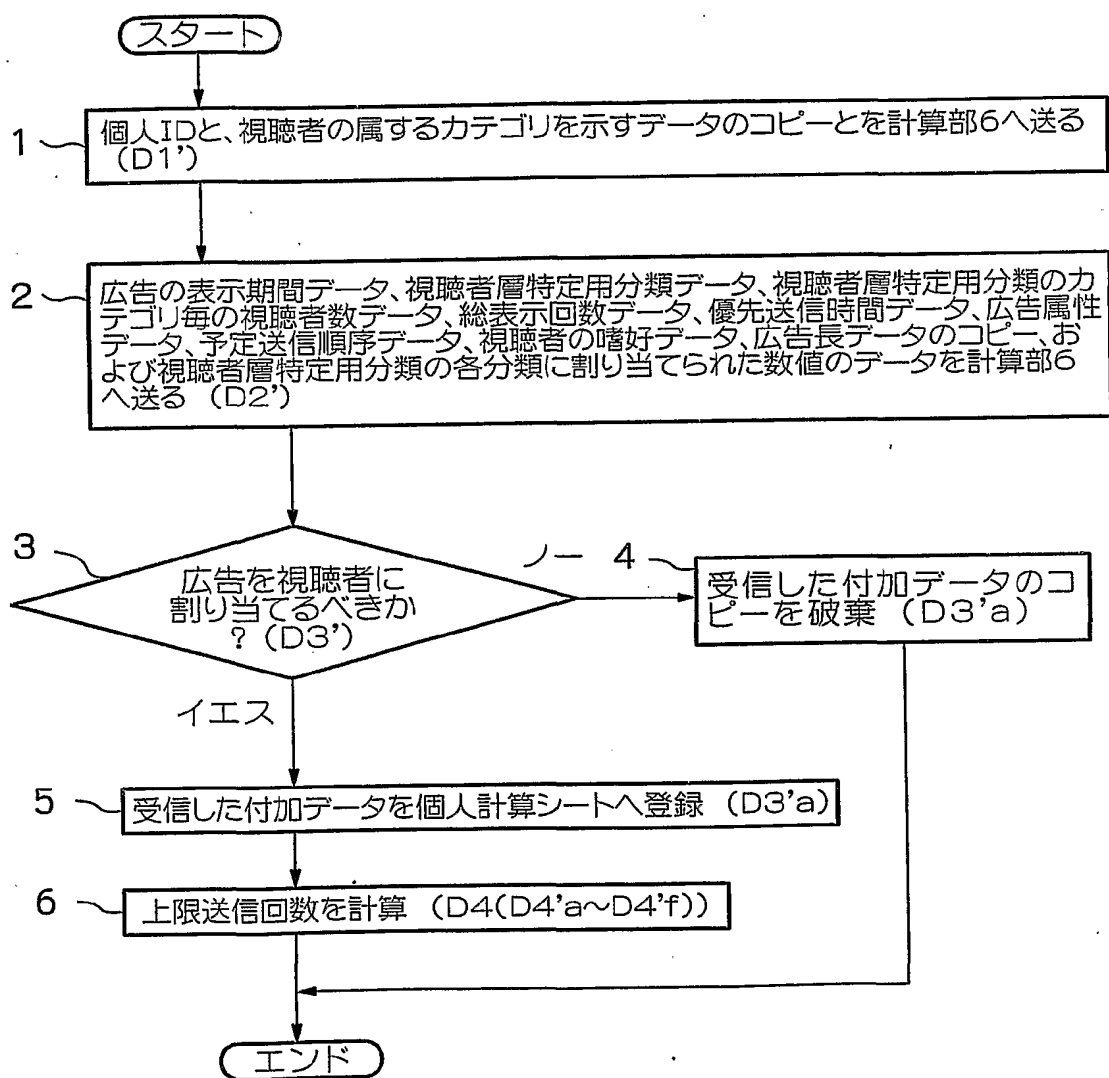 スタート
1
個人IDと、視聴者の属するカテゴリを示すデータのコピーとを計算部6へ送る
(D1')
2
広告の表示期間データ、視聴者層特定用分類データ、視聴者層特定用分類のカ
テゴリ毎の視聴者数データ、総表示回数データ、優先送信時間データ、広告属性
データ、予定送信順序データ、視聴者の嗜好データ、広告長データのコピー、お
よび視聴者層特定用分類の各分類に割り当てられた数値のデータを計算部6
へ送る (D2')
3
広告を視聴者に
割り当てるべきか
? (D3')
ノー
4
受信した付加データのコ
ピーを破棄 (D3'a)
イエス
5
受信した付加データを個人計算シートへ登録 (D3'a)
6
上限送信回数を計算 (D4(D4'a~D4'f))
エンド